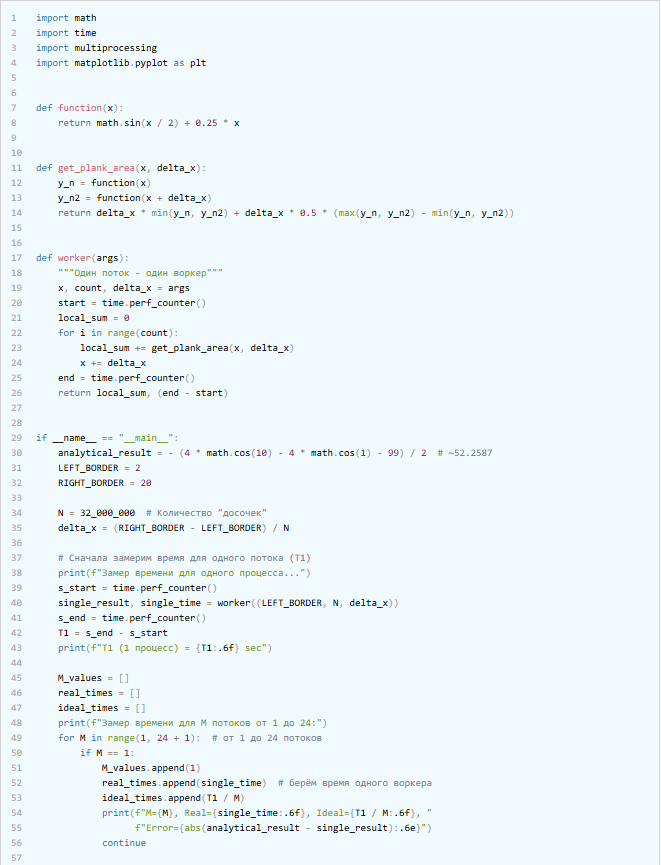 1 import math
2 import time
3 import multiprocessing
4 import matplotlib.pyplot as plt
5
6
7 def function(x):
8     return math.sin(x / 2) + 0.25 * x
9
10
11 def get_plank_area(x, delta_x):
12     y_n = function(x)
13     y_n2 = function(x + delta_x)
14     return delta_x * min(y_n, y_n2) + delta_x * 0.5 * (max(y_n, y_n2) - min(y_n, y_n2))
15
16
17 def worker(args):
18     """Один поток - один воркер"""
19     x, count, delta_x = args
20     start = time.perf_counter()
21     local_sum = 0
22     for i in range(count):
23         local_sum += get_plank_area(x, delta_x)
24         x += delta_x
25     end = time.perf_counter()
26     return local_sum, (end - start)
27
28
29 if __name__ == "__main__":
30     analytical_result = - (4 * math.cos(10) - 4 * math.cos(1) - 99) / 2  # ~52.2587
31     LEFT_BORDER = 2
32     RIGHT_BORDER = 20
33
34     N = 32_000_000  # Количество "досочек"
35     delta_x = (RIGHT_BORDER - LEFT_BORDER) / N
36
37     # Сначала замерим время для одного потока (T1)
38     print(f"Замер времени для одного процесса...")
39     s_start = time.perf_counter()
40     single_result, single_time = worker((LEFT_BORDER, N, delta_x))
41     s_end = time.perf_counter()
42     T1 = s_end - s_start
43     print(f"T1 (1 процесс) = {T1:.6f} sec")
44
45     M_values = []
46     real_times = []
47     ideal_times = []
48     print(f"Замер времени для M потоков от 1 до 24:")
49     for M in range(1, 24 + 1):  # от 1 до 24 потоков
50         if M == 1:
51             M_values.append(1)
52             real_times.append(single_time)  # берём время одного воркера
53             ideal_times.append(T1 / M)
54             print(f"M={M}, Real={single_time:.6f}, Ideal={T1 / M:.6f}, "
55                   f"Error={abs(analytical_result - single_result):.6e}")
56             continue
57